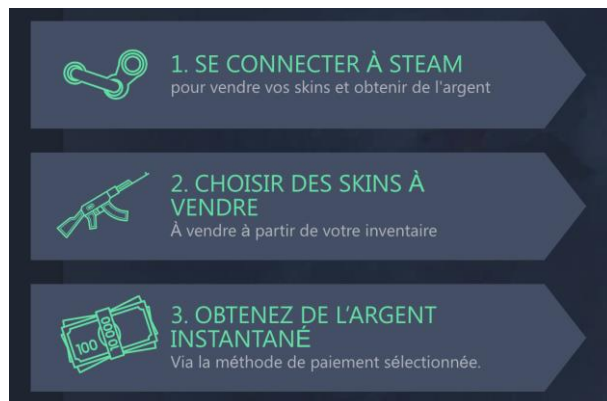 1. SE CONNECTER À STEAM
pour vendre vos skins et obtenir de l'argent
2. CHOISIR DES SKINS À
VENDRE
À vendre à partir de votre inventaire
3. OBTENEZ DE L'ARGENT
INSTANTANÉ
Via la méthode de paiement sélectionnée.
100
1000